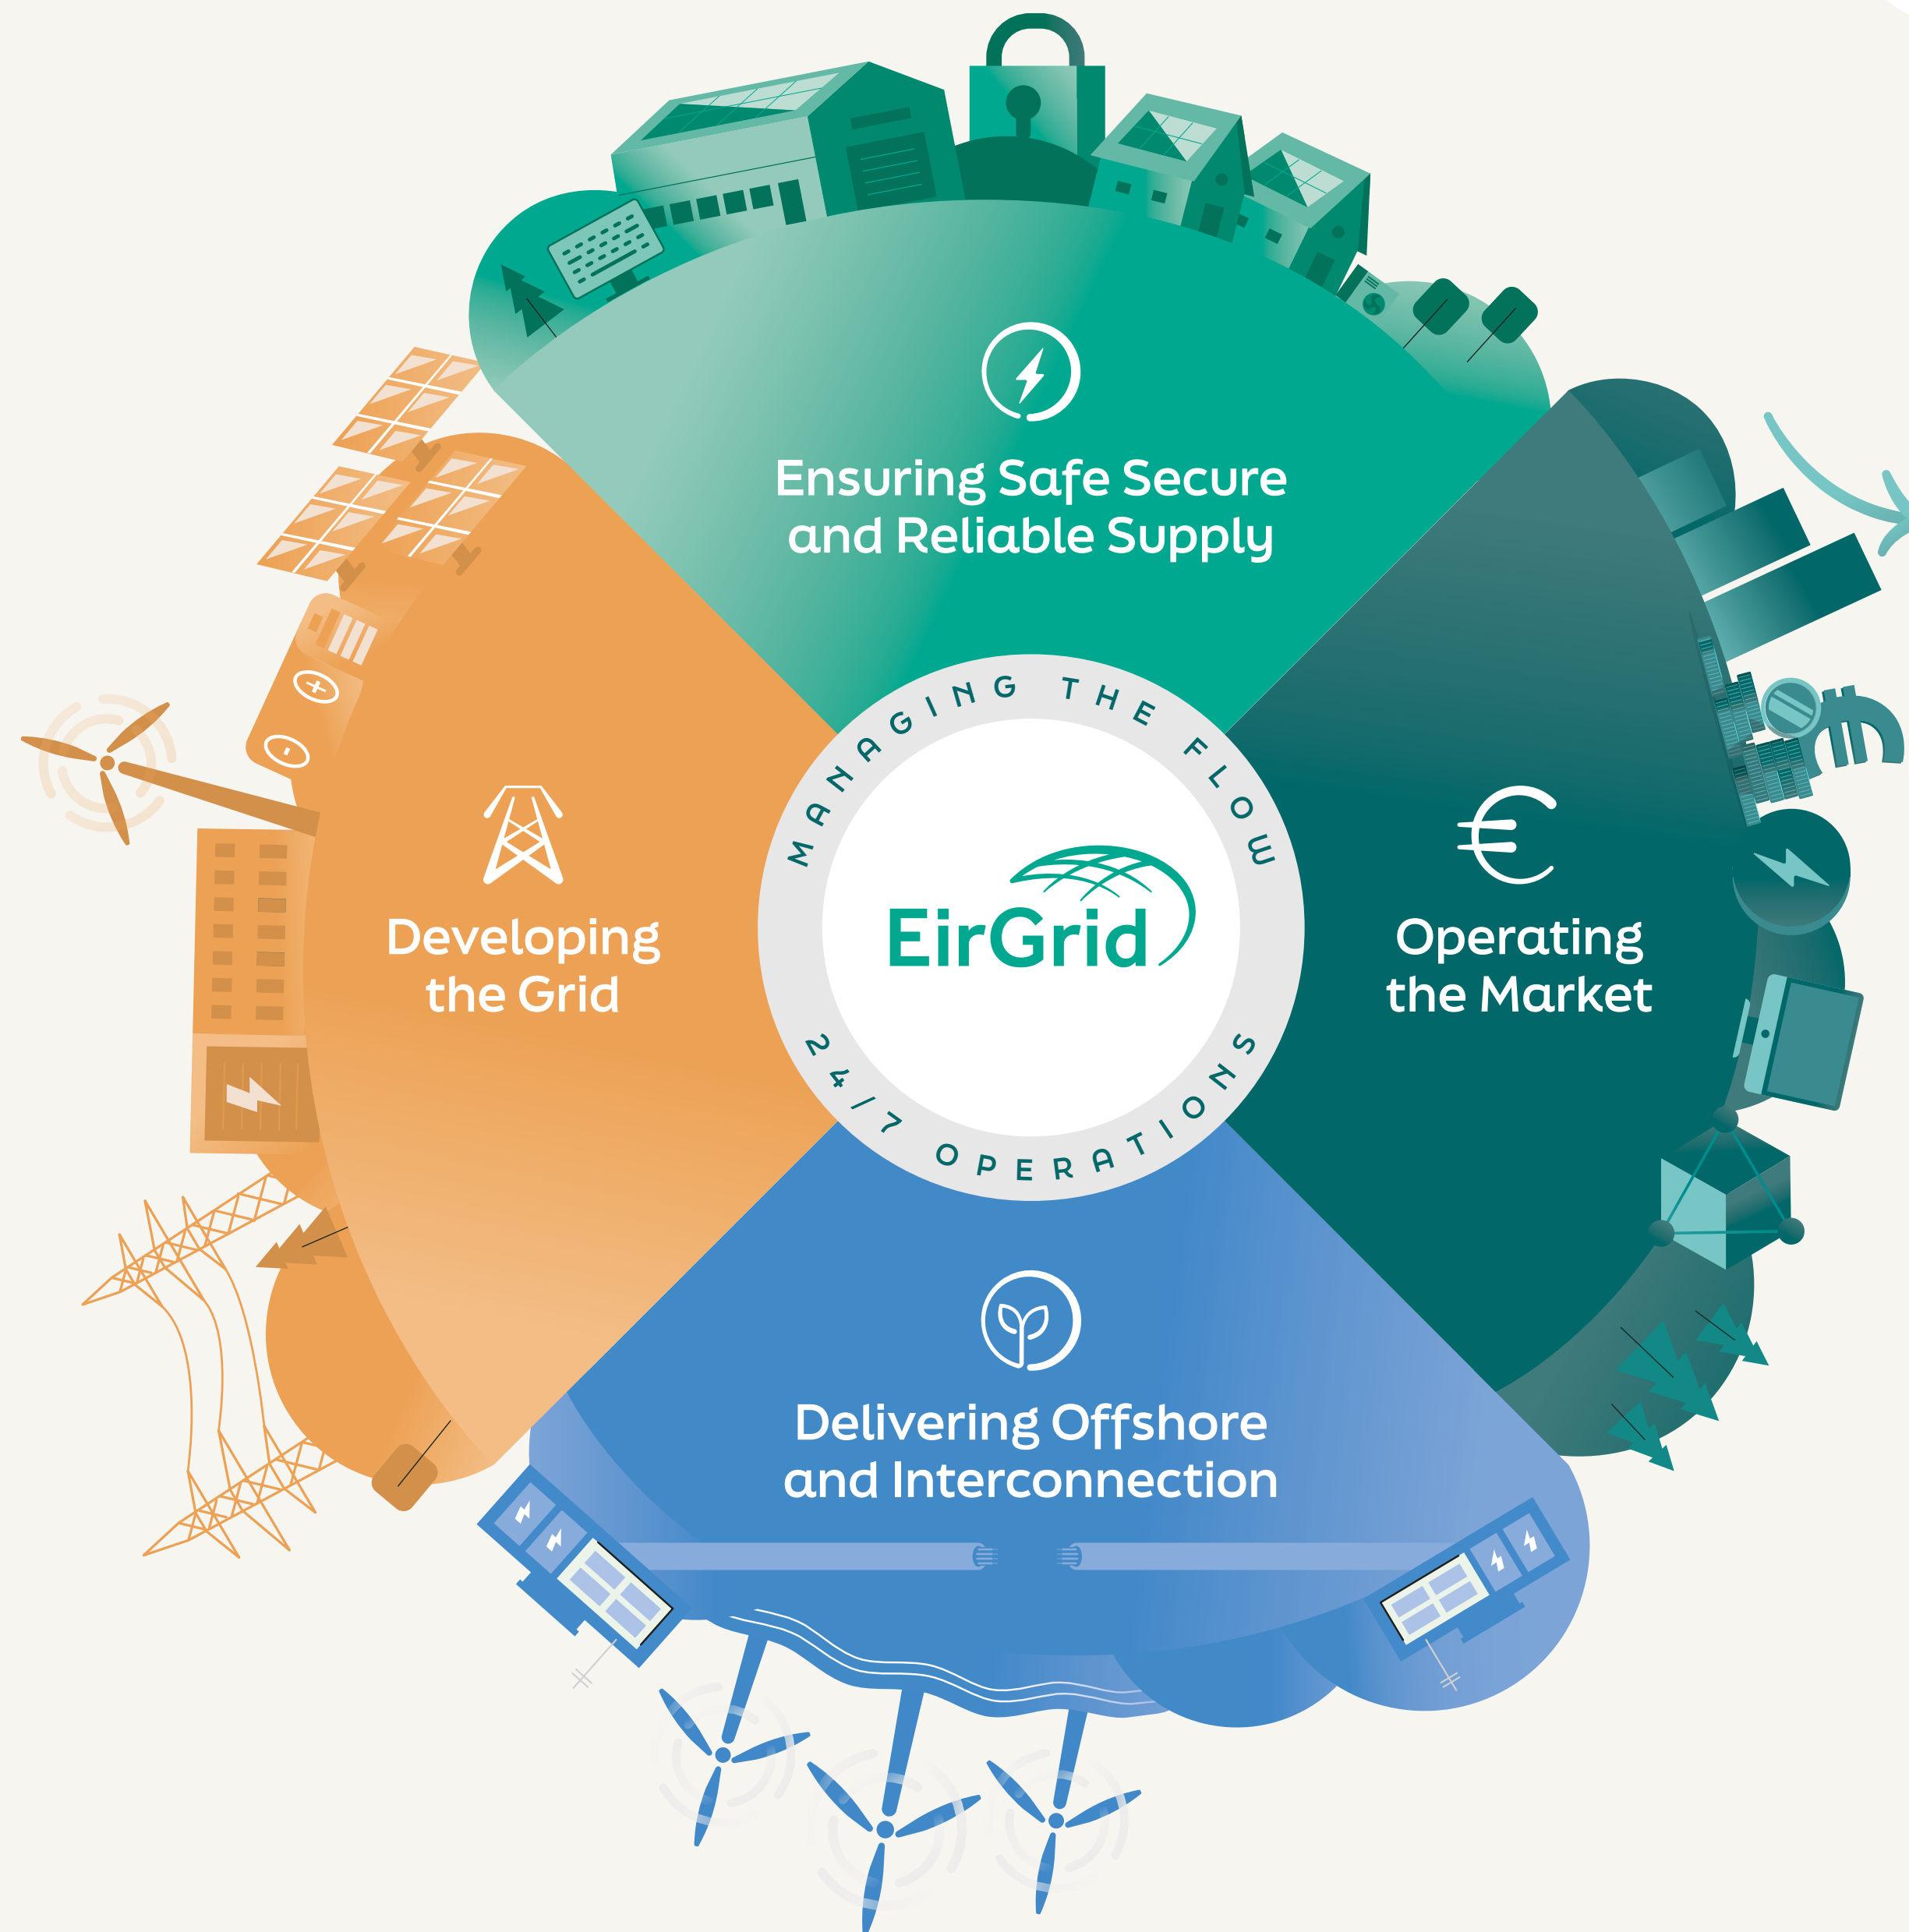 Ensuring Safe Secure
and Reliable Supply
MANAGING THE FLOW
EirGrid
Developing
the Grid
Operating
the Market
24/7 OPERATIONS
Delivering Offshore
and Interconnection